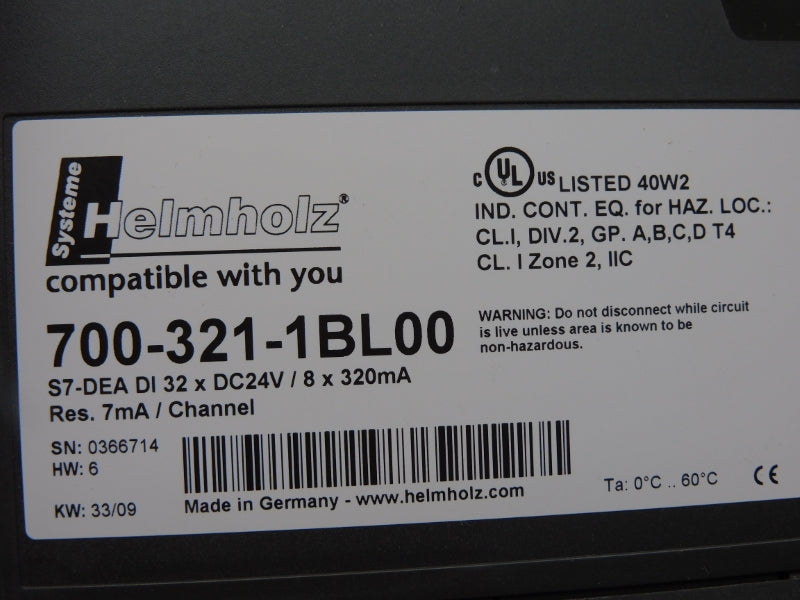 Systeme
Helmholz®
compatible with you
700-321-1BL00
S7-DEA DI 32 x DC24V / 8 x 320mA
Res. 7mA / Channel
SN: 0366714
HW: 6
KW: 33/09
Made in Germany - www.helmholz.com
C UL US LISTED 40W2
IND. CONT. EQ. for HAZ. LOC.:
CL.I, DIV.2, GP. A,B,C,D T4
CL. I Zone 2, IIC
WARNING: Do not disconnect while circuit
is live unless area is known to be
non-hazardous.
Ta: 0°C .. 60°C CE